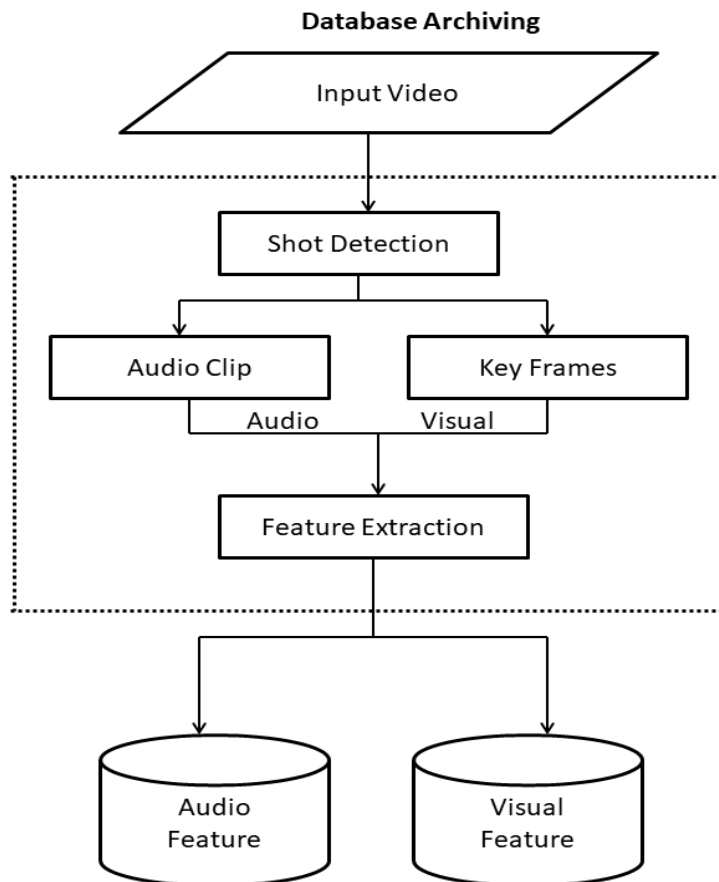 Database Archiving
Input Video
Shot Detection
Audio Clip
Key Frames
Audio
Visual
Feature Extraction
Audio
Feature
Visual
Feature